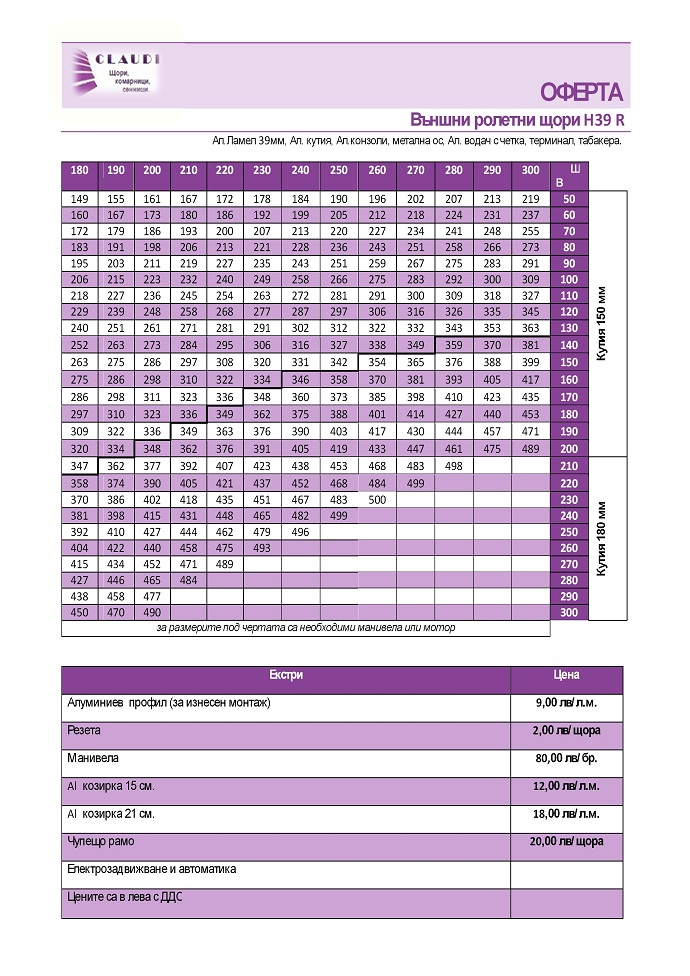 CLAUDI
Щори,
комарници,
сенници.
ОФЕРТА
Външни ролетни щори H39 R
Ал.Ламел 39мм, Ал. кутия, Ал.конзоли, метална ос, Ал. водач с четка, терминал, табакера.
180 190 200 210 220 230 240 250 260 270 280 290 300 Ш
В
149 155 161 167 172 178 184 190 196 202 207 213 219 50
160 167 173 180 186 192 199 205 212 218 224 231 237 60
172 179 186 193 200 207 213 220 227 234 241 248 255 70
183 191 198 206 213 221 228 236 243 251 258 266 273 80
195 203 211 219 227 235 243 251 259 267 275 283 291 90
206 215 223 232 240 249 258 266 275 283 292 300 309 100
218 227 236 245 254 263 272 281 291 300 309 318 327 110
229 239 248 258 268 277 287 297 306 316 326 335 345 120
240 251 261 271 281 291 302 312 322 332 343 353 363 130
252 263 273 284 295 306 316 327 338 349 359 370 381 140
263 275 286 297 308 320 331 342 354 365 376 388 399 150
275 286 298 310 322 334 346 358 370 381 393 405 417 160
286 298 311 323 336 348 360 373 385 398 410 423 435 170
297 310 323 336 349 362 375 388 401 414 427 440 453 180
309 322 336 349 363 376 390 403 417 430 444 457 471 190
320 334 348 362 376 391 405 419 433 447 461 475 489 200
Кутия 150 мм
347 362 377 392 407 423 438 453 468 483 498 210
358 374 390 405 421 437 452 468 484 499 220
370 386 402 418 435 451 467 483 500 230
381 398 415 431 448 465 482 499 240
392 410 427 444 462 479 496 250
404 422 440 458 475 493 260
415 434 452 471 489 270
427 446 465 484 280
438 458 477 290
450 470 490 300
Кутия 180 мм
за размерите под чертата са необходими манивела или мотор
Екстри Цена
Алуминиев профил (за изнесен монтаж) 9,00 лв/ л.м.
Резета 2,00 лв/ щора
Манивела 80,00 лв/ бр.
Al козирка 15 см. 12,00 лв/ л.м.
Al козирка 21 см. 18,00 лв/ л.м.
Чупещо рамо 20,00 лв/ щора
Електрозадвижване и автоматика
Цените са в лева с ДДС